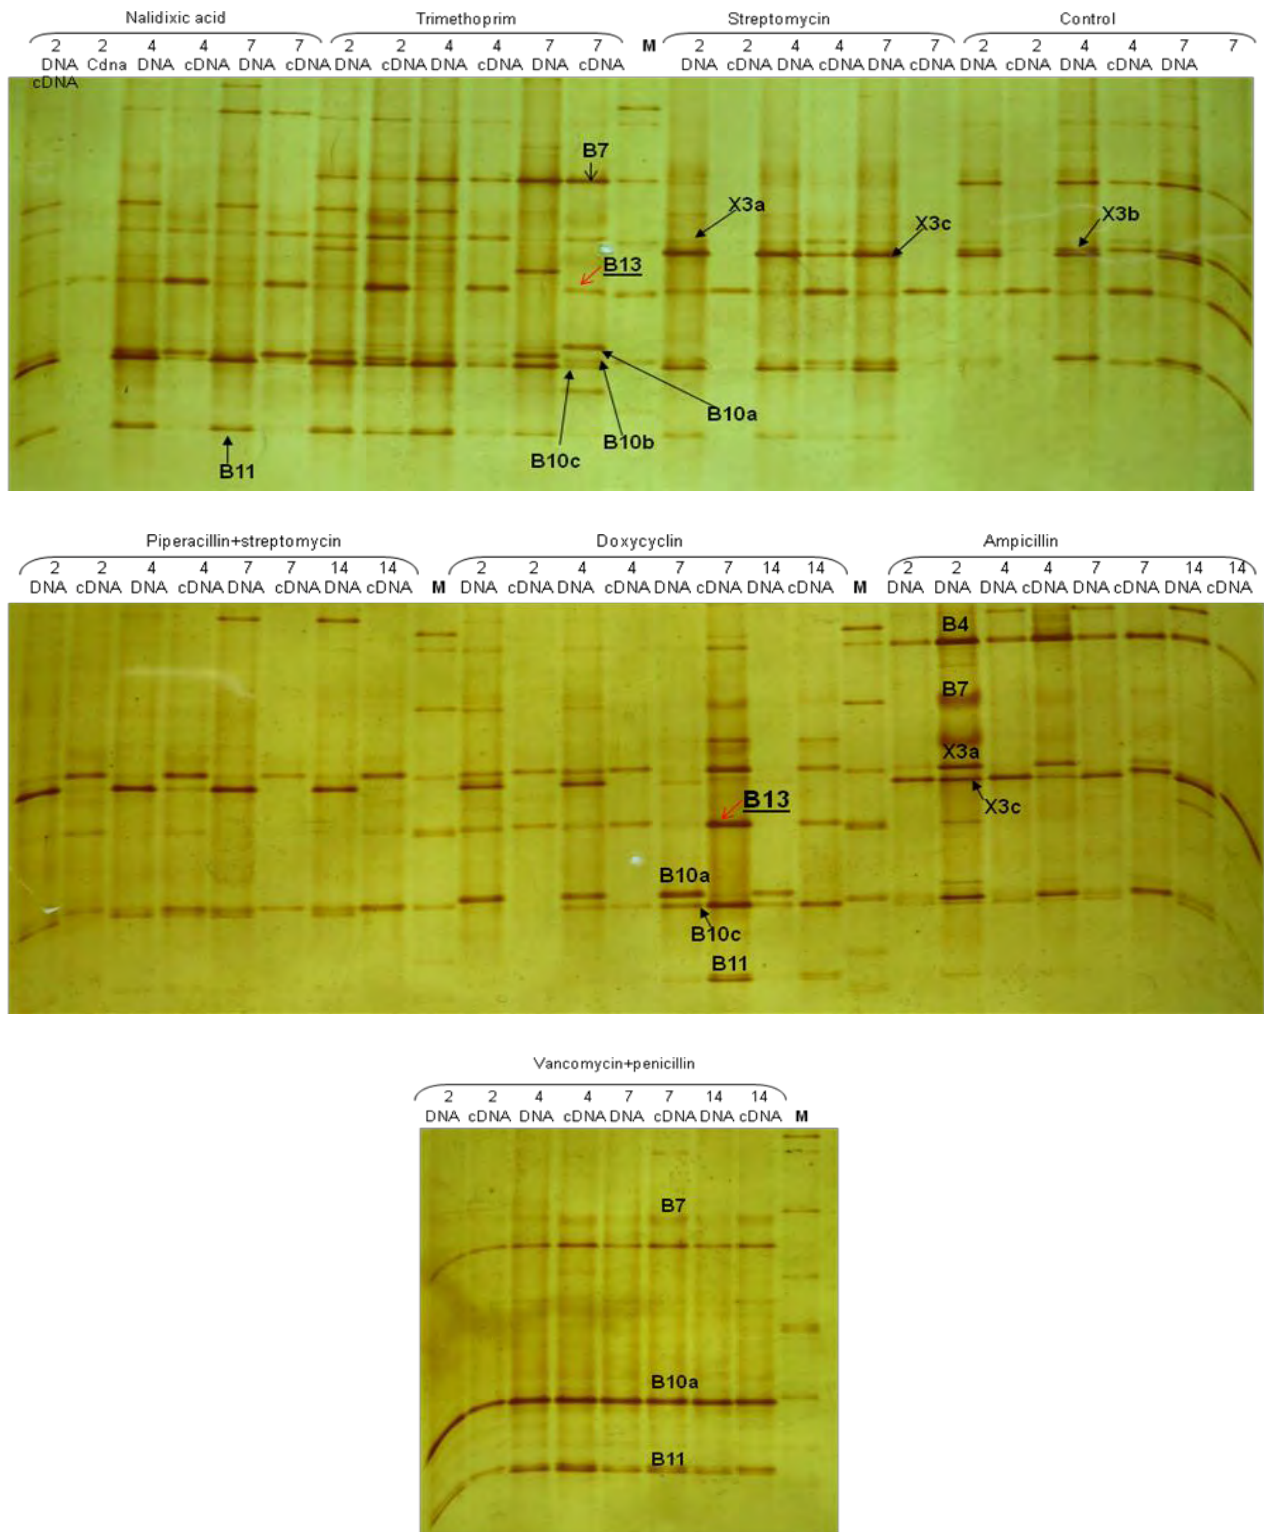 Nalidixic acid Trimethoprim Streptomycin Control
2 2 4 4 7 7 2 2 4 4 7 7 M 2 2 4 4 7 7 2 2 4 4 7 7
DNA Cdna DNA cDNA DNA cDNA DNA cDNA DNA cDNA DNA cDNA DNA cDNA DNA cDNA DNA cDNA DNA cDNA DNA cDNA DNA
cDNA
B7
X3a
X3c
X3b
B13
B10a
B10b
B10c
B11
Piperacillin+streptomycin Doxycyclin Ampicillin
2 2 4 4 7 7 14 14 2 2 4 4 7 7 14 14 2 2 4 4 7 7 14 14
DNA cDNA DNA cDNA DNA cDNA DNA cDNA M DNA cDNA DNA cDNA DNA cDNA DNA cDNA M DNA cDNA DNA cDNA DNA cDNA DNA cDNA
B4
B7
X3a
X3c
B13
B10a
B10c
B11
Vancomycin+penicillin
2 2 4 4 7 7 14 14
DNA cDNA DNA cDNA DNA cDNA DNA cDNA M
B7
B10a
B11